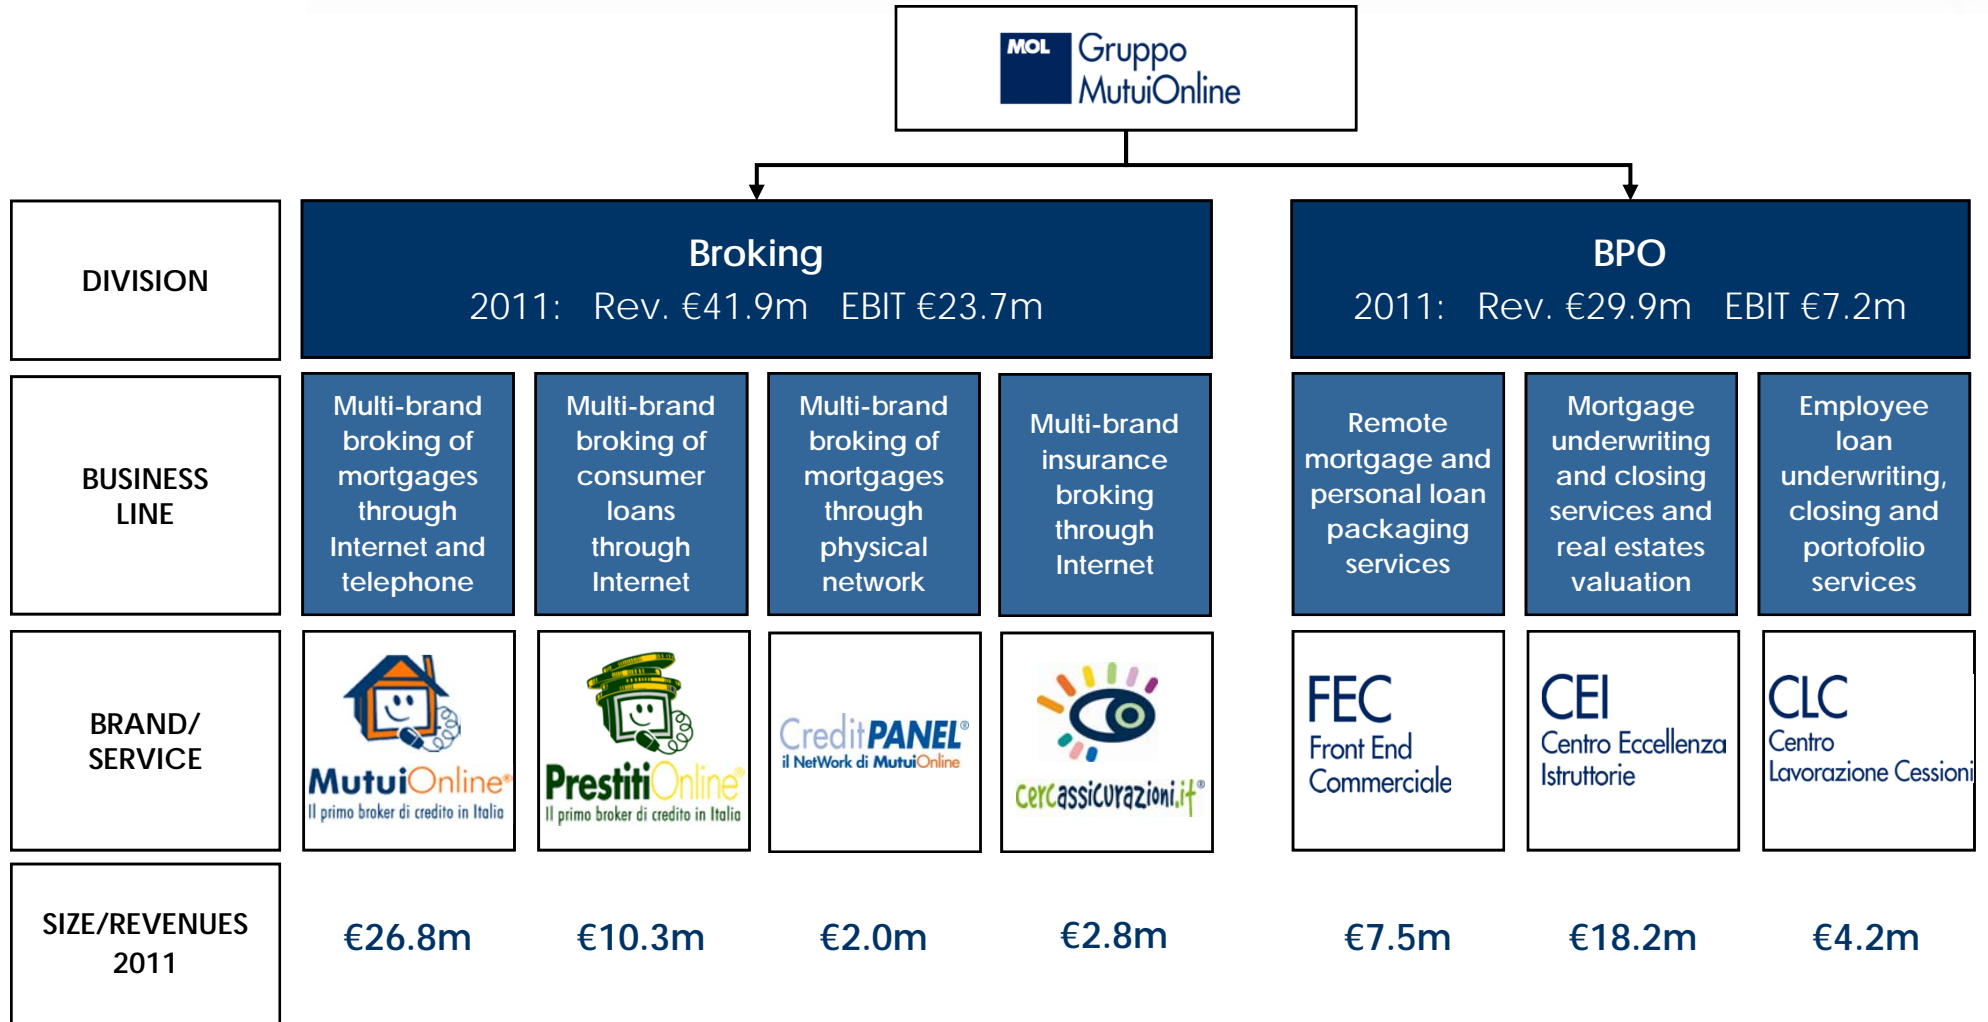 MOL Gruppo
MutuiOnline
DIVISION
Broking
2011: Rev. €41.9m EBIT €23.7m
BPO
2011: Rev. €29.9m EBIT €7.2m
BUSINESS
LINE
Multi-brand
broking of
mortgages
through
Internet and
telephone
Multi-brand
broking of
consumer
loans
through
Internet
Multi-brand
broking of
mortgages
through
physical
network
Multi-brand
insurance
broking
through
Internet
Remote
mortgage and
personal loan
packaging
services
Mortgage
underwriting
and closing
services and
real estates
valuation
Employee
loan
underwriting,
closing and
portofolio
services
BRAND/
SERVICE
MutuiOnline®
Il primo broker di credito in Italia
PrestitiOnline®
Il primo broker di credito in Italia
CreditPANEL®
il NetWork di MutuiOnline
cercassicurazioni.it®
FEC
Front End
Commerciale
CEI
Centro Eccellenza
Istruttorie
CLC
Centro
Lavorazione Cessioni
SIZE/REVENUES
2011
€26.8m
€10.3m
€2.0m
€2.8m
€7.5m
€18.2m
€4.2m